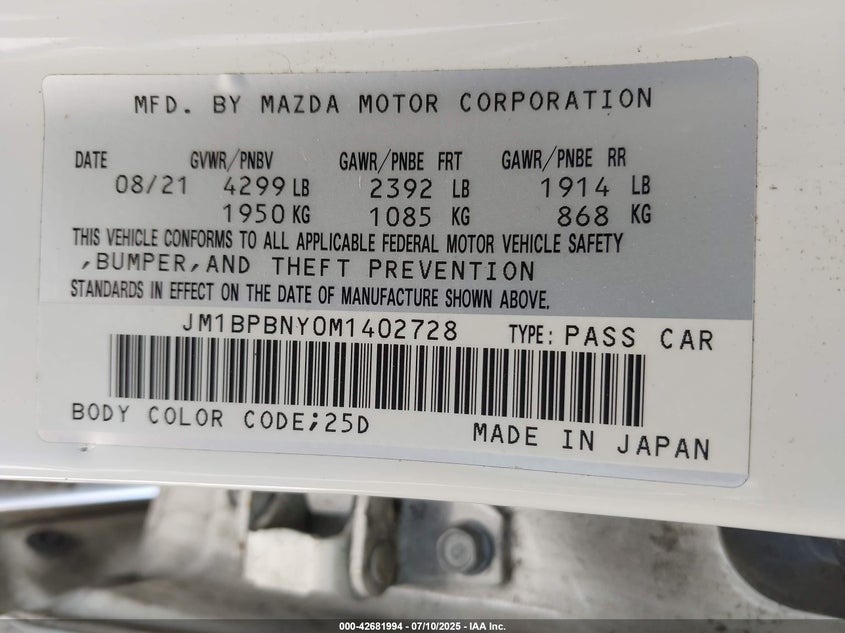 MFD. BY MAZDA MOTOR CORPORATION
DATE GVWR/PNBV GAWR/PNBE FRT GAWR/PNBE RR
08/21 4299 LB 2392 LB 1914 LB
1950 KG 1085 KG 868 KG
THIS VEHICLE CONFORMS TO ALL APPLICABLE FEDERAL MOTOR VEHICLE SAFETY
,BUMPER,AND THEFT PREVENTION
STANDARDS IN EFFECT ON THE DATE OF MANUFACTURE SHOWN ABOVE.
JM1BPBNY0M1402728 TYPE: PASS CAR
BODY COLOR CODE;25D
MADE IN JAPAN
000-42681994 - 07/10/2025 - IAA Inc.